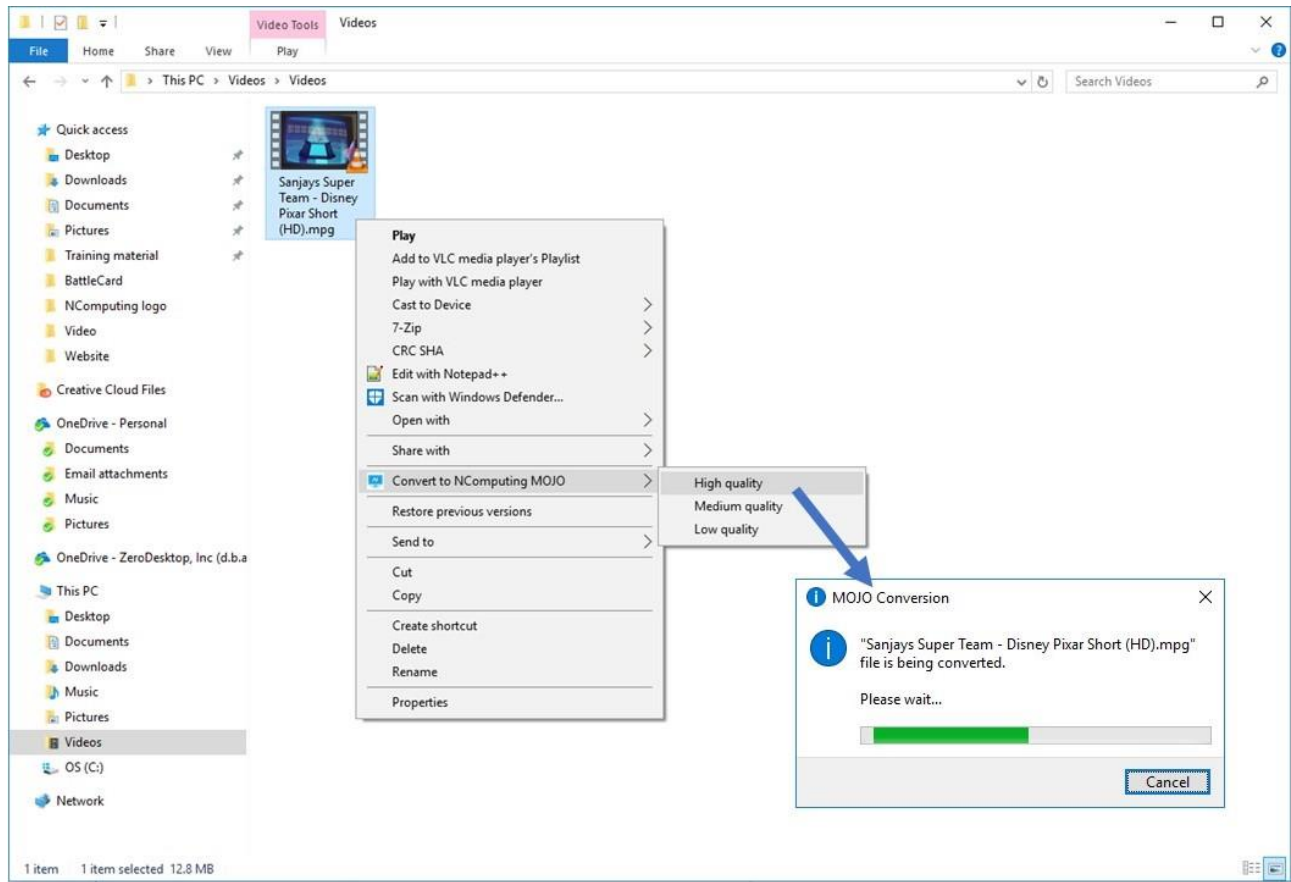 Video Tools Videos
File Home Share View Play
This PC > Videos > Videos
Search Videos
Quick access
Desktop
Downloads
Documents
Pictures
Training material
BattleCard
NComputing logo
Video
Website
Creative Cloud Files
OneDrive - Personal
Documents
Email attachments
Music
Pictures
OneDrive - ZeroDesktop, Inc (d.b.a
This PC
Desktop
Documents
Downloads
Music
Pictures
Videos
OS (C:)
Network
Sanjays Super
Team - Disney
Pixar Short
(HD).mpg
Play
Add to VLC media player's Playlist
Play with VLC media player
Cast to Device
7-Zip
CRC SHA
Edit with Notepad++
Scan with Windows Defender...
Open with
Share with
Convert to NComputing MOJO
Restore previous versions
Send to
Cut
Copy
Create shortcut
Delete
Rename
Properties
High quality
Medium quality
Low quality
MOJO Conversion
"Sanjays Super Team - Disney Pixar Short (HD).mpg"
file is being converted.
Please wait...
Cancel
1 item 1 item selected 12.8 MB